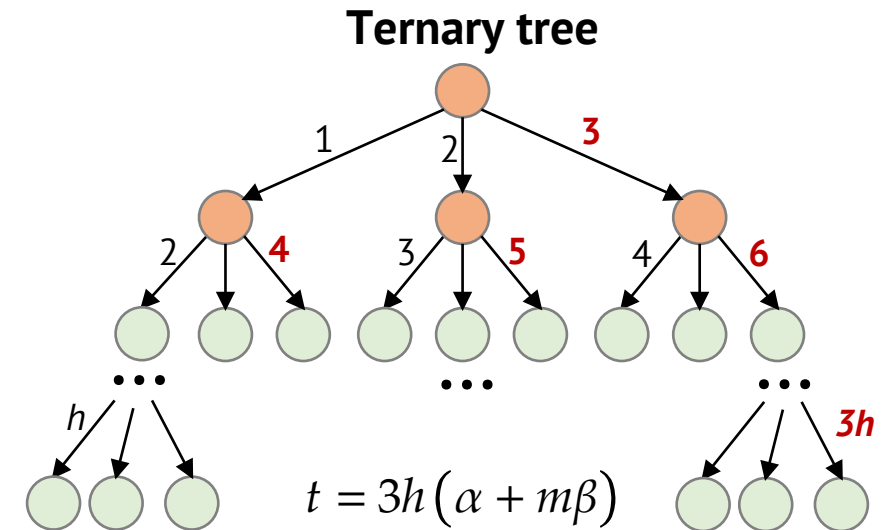 Ternary tree
1 2 3
2 4 3 5 4 6
... ... ...
h 3h
t = 3h(α + mβ)